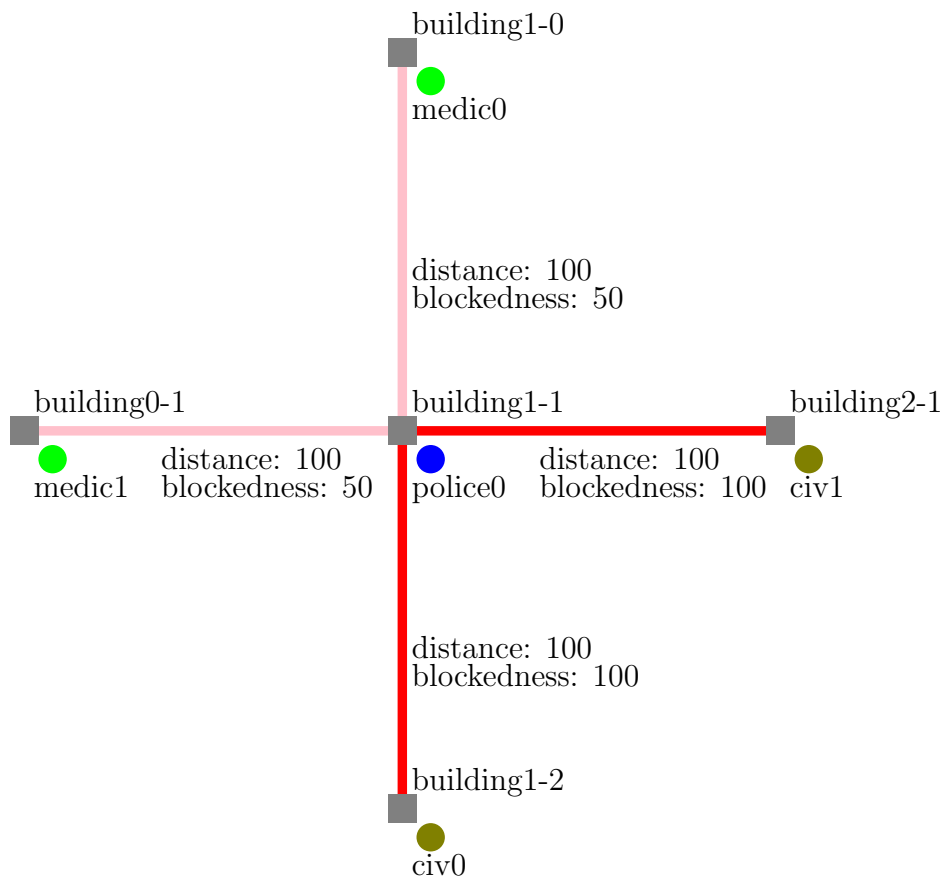 building1-0
medic0
distance: 100
blockedness: 50
building0-1
building1-1
building2-1
distance: 100
blockedness: 50
distance: 100
blockedness: 100
medic1
police0
civ1
distance: 100
blockedness: 100
building1-2
civ0